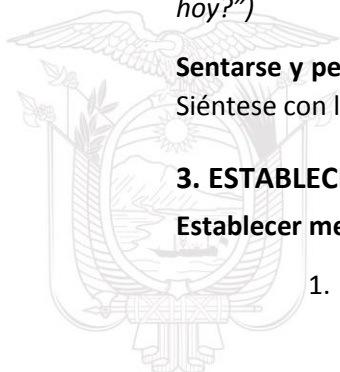 hoy?”)
Sentarse y pe
Siéntese con l
3. ESTABLEC
Establecer me
1.